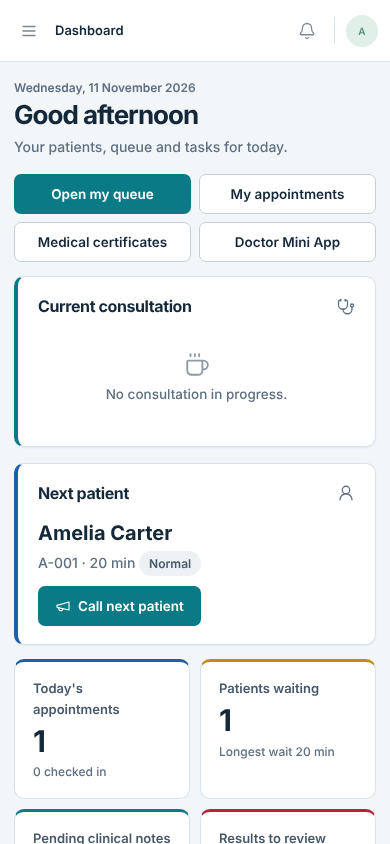 Dashboard
A
Wednesday, 11 November 2026
Good afternoon
Your patients, queue and tasks for today.
Open my queue
My appointments
Medical certificates
Doctor Mini App
Current consultation
No consultation in progress.
Next patient
Amelia Carter
A-001 · 20 min Normal
Call next patient
Today's
appointments
1
0 checked in
Patients waiting
1
Longest wait 20 min
Pending clinical notes
Results to review